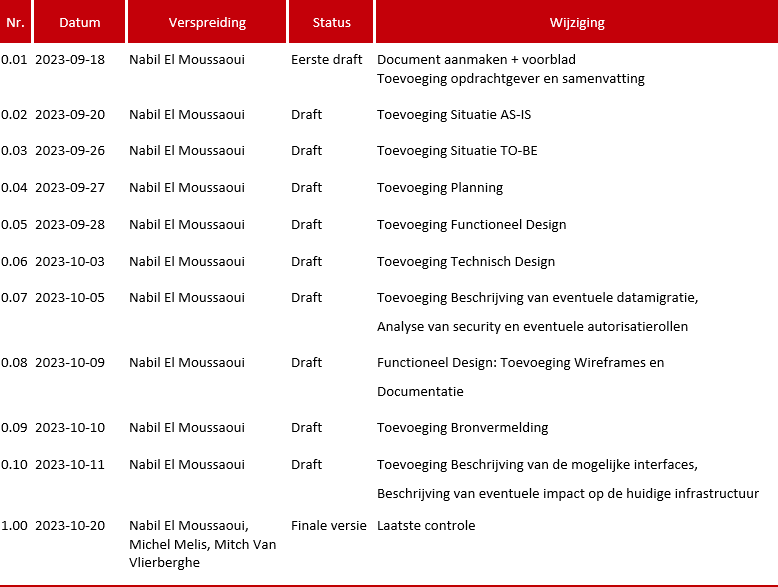 Nr. Datum Verspreiding Status Wijziging
0.01 2023-09-18 Nabil El Moussaoui Eerste draft Document aanmaken + voorblad
Toevoeging opdrachtgever en samenvatting
0.02 2023-09-20 Nabil El Moussaoui Draft Toevoeging Situatie AS-IS
0.03 2023-09-26 Nabil El Moussaoui Draft Toevoeging Situatie TO-BE
0.04 2023-09-27 Nabil El Moussaoui Draft Toevoeging Planning
0.05 2023-09-28 Nabil El Moussaoui Draft Toevoeging Functioneel Design
0.06 2023-10-03 Nabil El Moussaoui Draft Toevoeging Technisch Design
0.07 2023-10-05 Nabil El Moussaoui Draft Toevoeging Beschrijving van eventuele datamigratie,
Analyse van security en eventuele autorisatierollen
0.08 2023-10-09 Nabil El Moussaoui Draft Functioneel Design: Toevoeging Wireframes en
Documentatie
0.09 2023-10-10 Nabil El Moussaoui Draft Toevoeging Bronvermelding
0.10 2023-10-11 Nabil El Moussaoui Draft Toevoeging Beschrijving van de mogelijke interfaces,
Beschrijving van eventuele impact op de huidige infrastructuur
1.00 2023-10-20 Nabil El Moussaoui, Finale versie Laatste controle
Michel Melis, Mitch Van
Vlierberghe